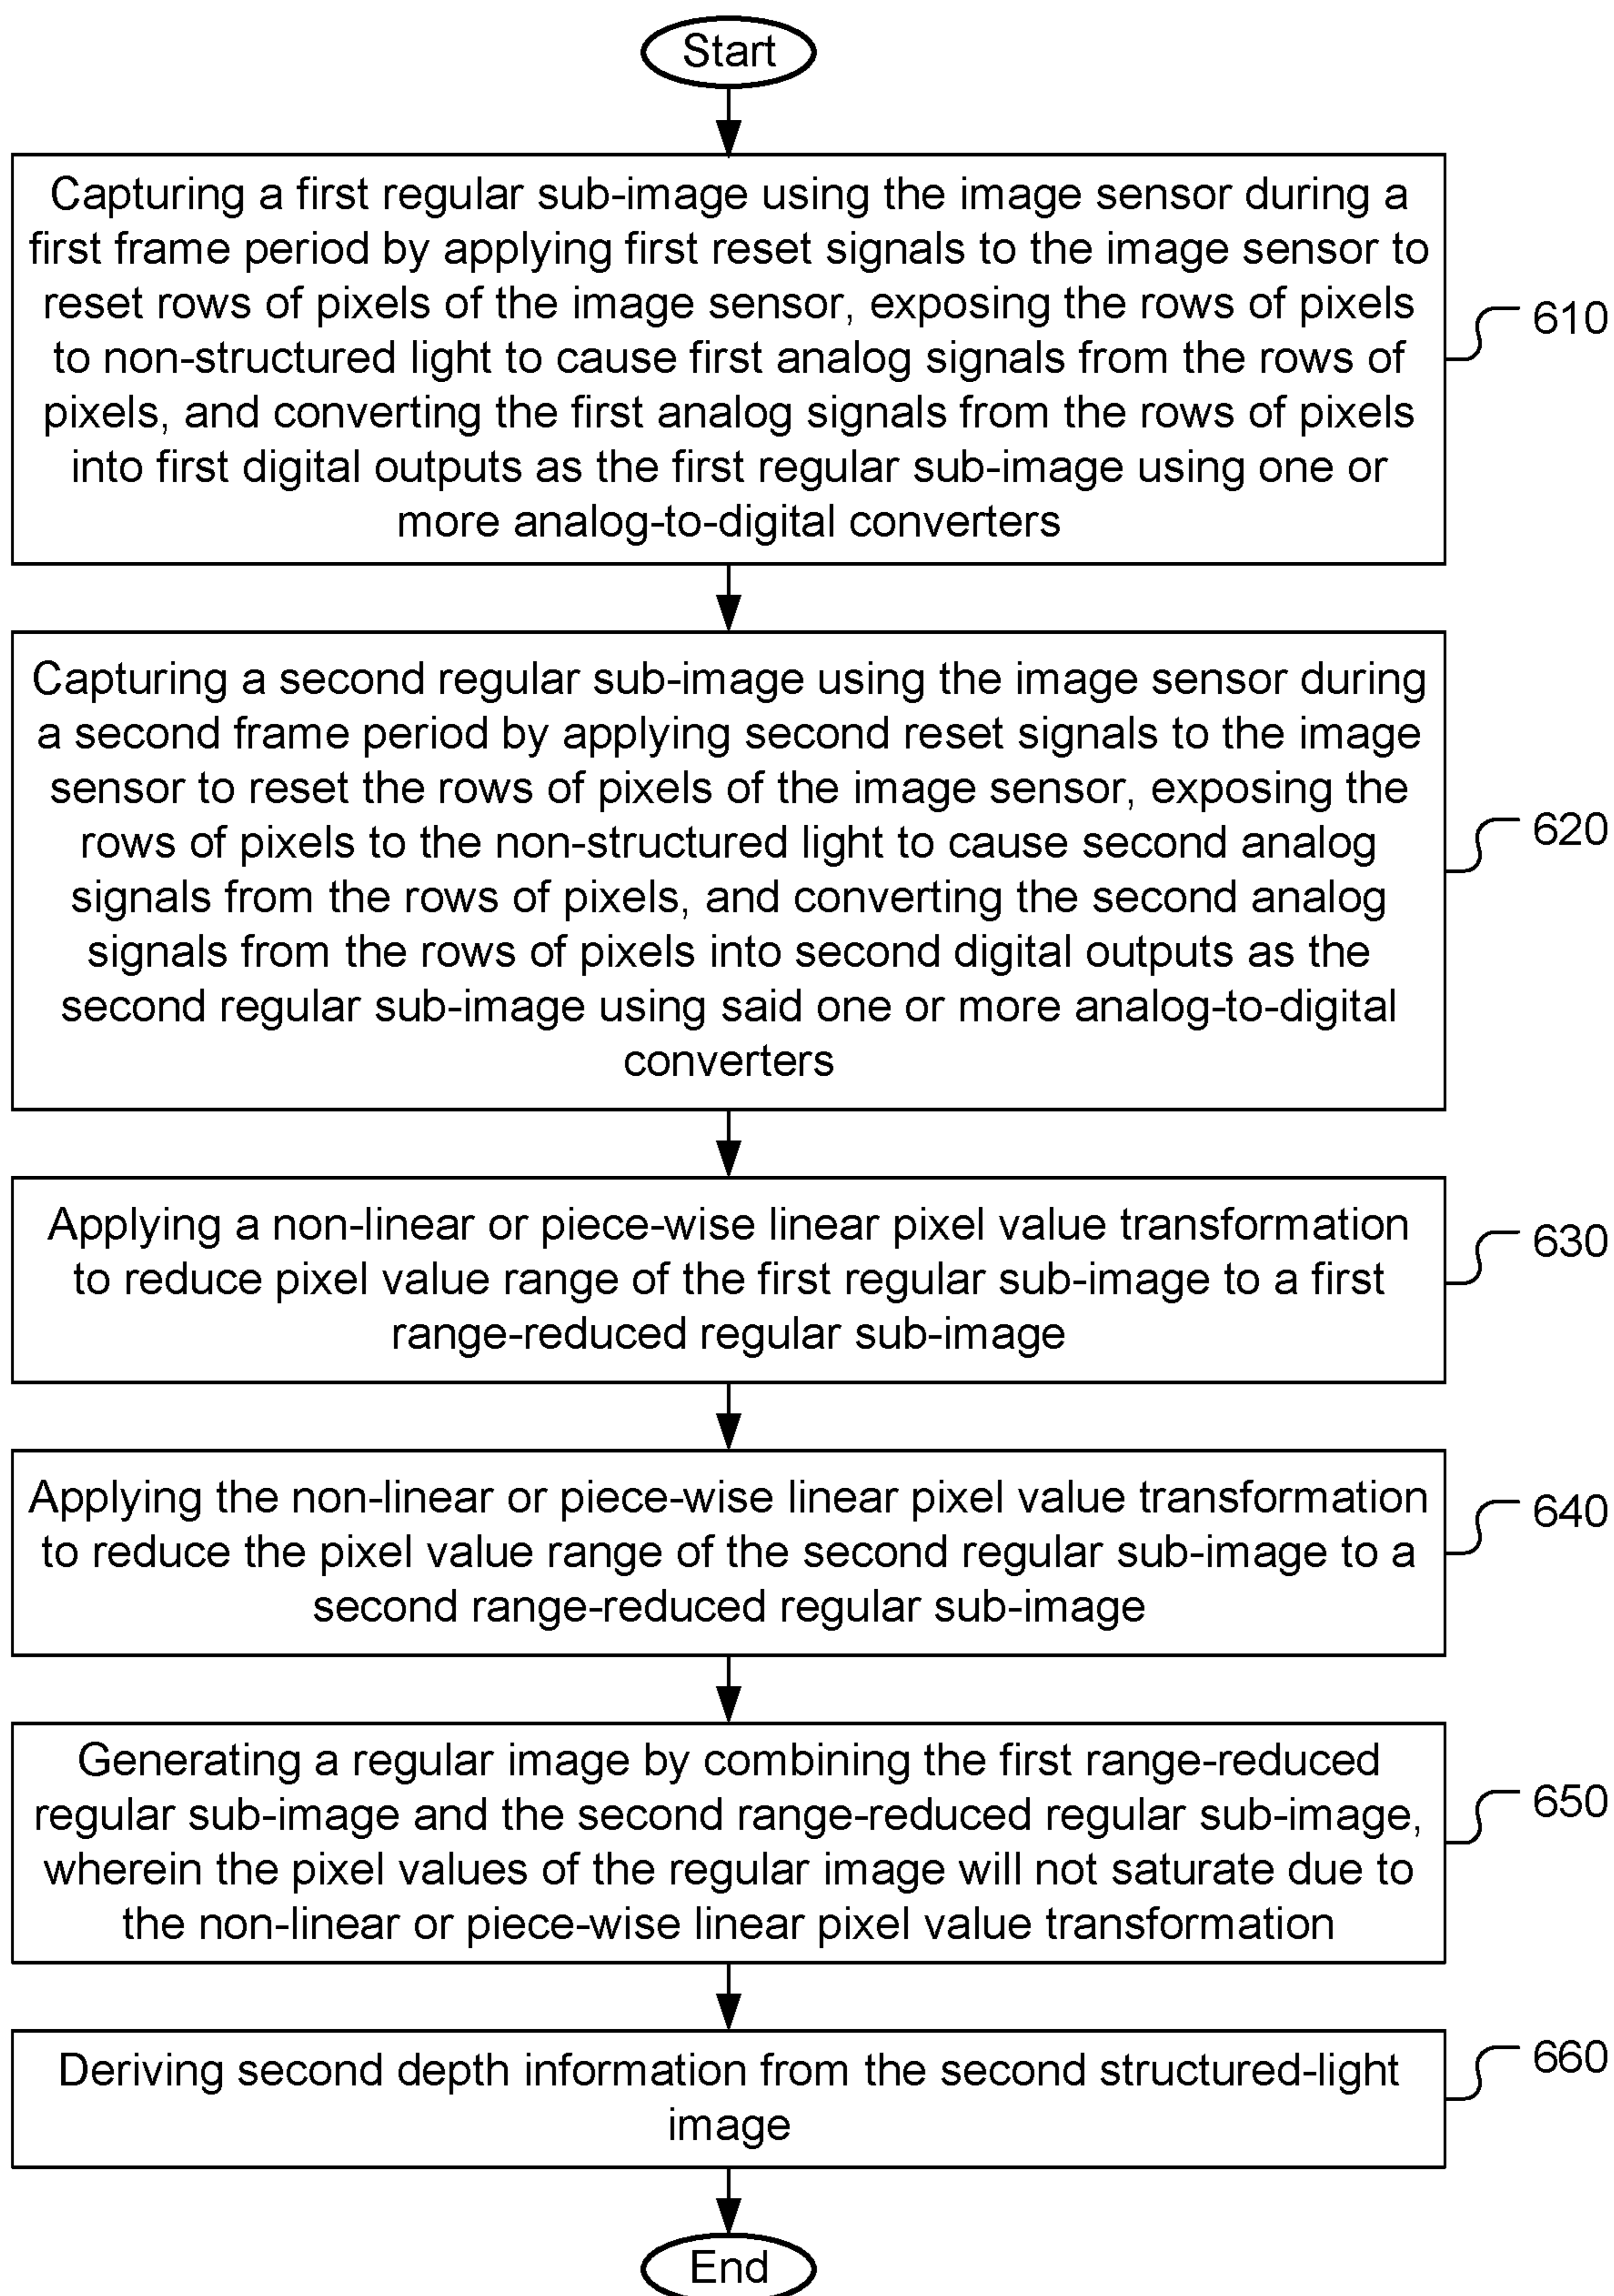 Start
Capturing a first regular sub-image using the image sensor during a
first frame period by applying first reset signals to the image sensor to
reset rows of pixels of the image sensor, exposing the rows of pixels
to non-structured light to cause first analog signals from the rows of
pixels, and converting the first analog signals from the rows of pixels
into first digital outputs as the first regular sub-image using one or
more analog-to-digital converters
610
Capturing a second regular sub-image using the image sensor during
a second frame period by applying second reset signals to the image
sensor to reset the rows of pixels of the image sensor, exposing the
rows of pixels to the non-structured light to cause second analog
signals from the rows of pixels, and converting the second analog
signals from the rows of pixels into second digital outputs as the
second regular sub-image using said one or more analog-to-digital
converters
620
Applying a non-linear or piece-wise linear pixel value transformation
to reduce pixel value range of the first regular sub-image to a first
range-reduced regular sub-image
630
Applying the non-linear or piece-wise linear pixel value transformation
to reduce the pixel value range of the second regular sub-image to a
second range-reduced regular sub-image
640
Generating a regular image by combining the first range-reduced
regular sub-image and the second range-reduced regular sub-image,
wherein the pixel values of the regular image will not saturate due to
the non-linear or piece-wise linear pixel value transformation
650
Deriving second depth information from the second structured-light
image
660
End